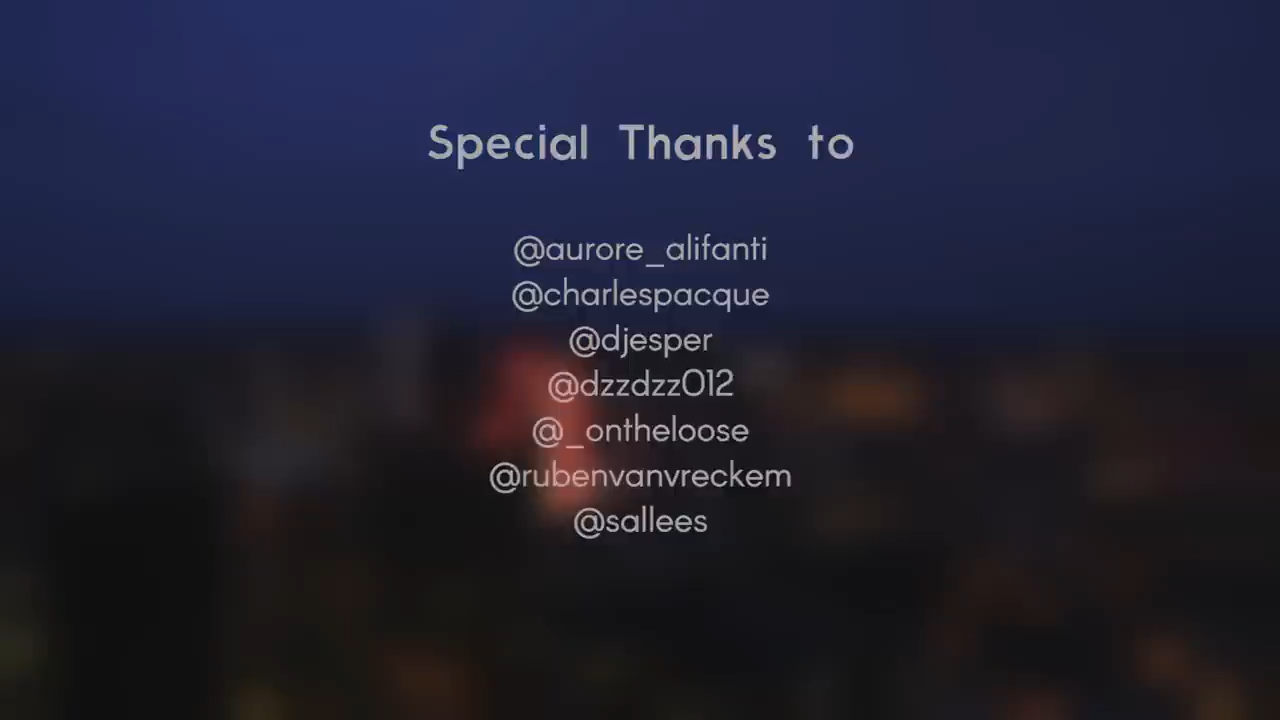 Special Thanks to
@aurore_alifanti
@charlespacque
@djesper
@dzzdzz012
@_ontheloose
@rubenvanvreckem
@sallees